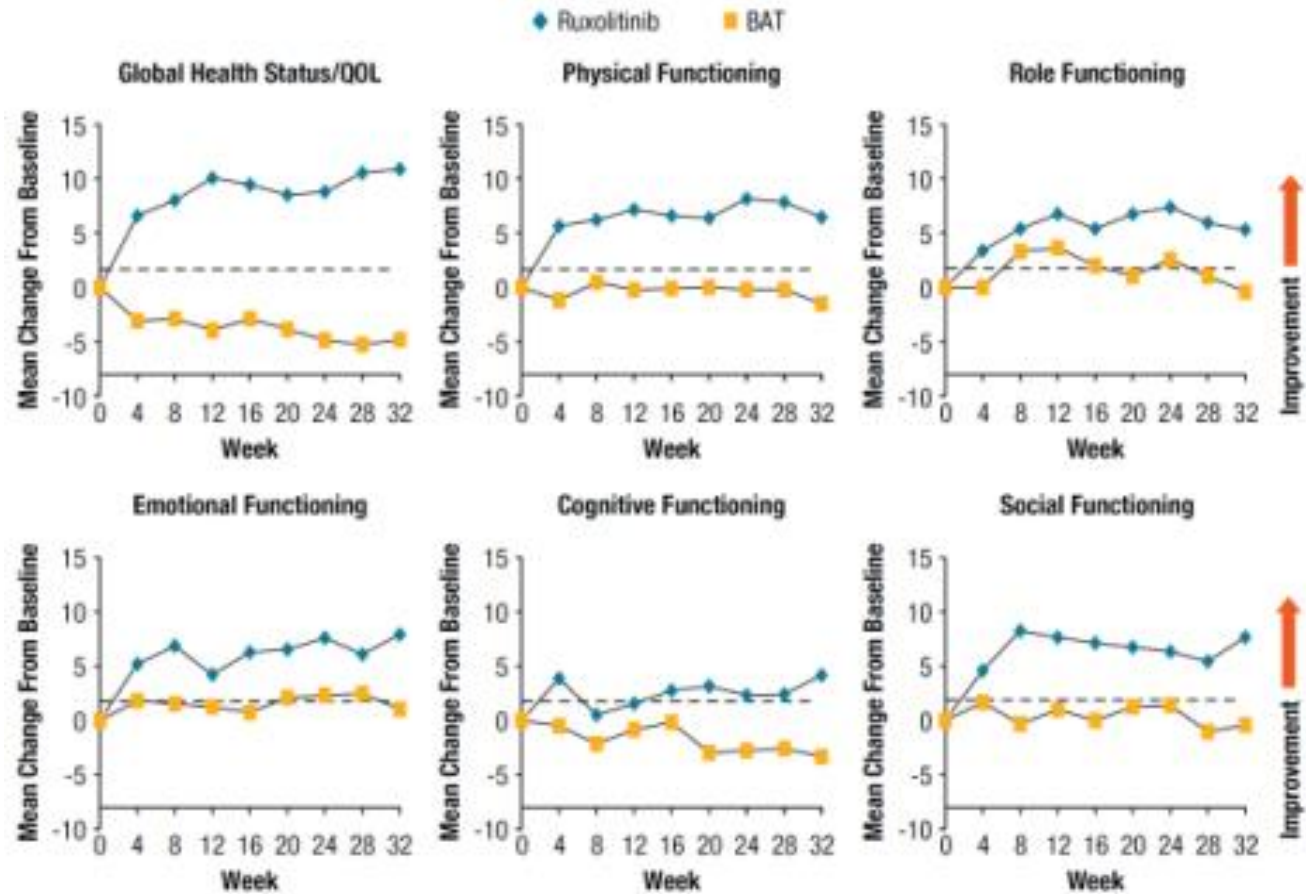 Ruxolitinib BAT
Global Health Status/QOL Physical Functioning Role Functioning
Mean Change From Baseline
15
10
5
0
-5
-10
0 4 8 12 16 20 24 28 32
Week
Mean Change From Baseline
15
10
5
0
-5
-10
0 4 8 12 16 20 24 28 32
Week
Mean Change From Baseline
15
10
5
0
-5
-10
0 4 8 12 16 20 24 28 32
Week
Improvement
Emotional Functioning Cognitive Functioning Social Functioning
Mean Change From Baseline
15
10
5
0
-5
-10
0 4 8 12 16 20 24 28 32
Week
Mean Change From Baseline
15
10
5
0
-5
-10
0 4 8 12 16 20 24 28 32
Week
Mean Change From Baseline
15
10
5
0
-5
-10
0 4 8 12 16 20 24 28 32
Week
Improvement